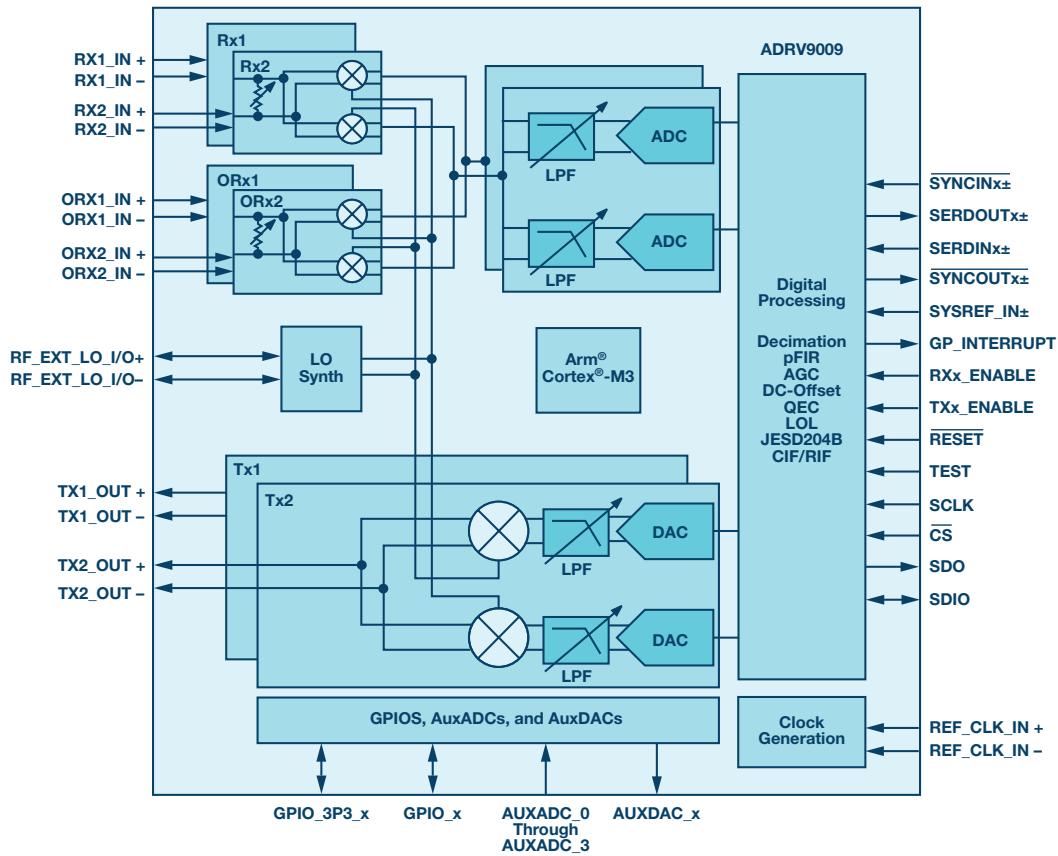 ADRV9009
RX1_IN +
RX1_IN –
RX2_IN +
RX2_IN –
Rx1
Rx2
ORX1_IN +
ORX1_IN –
ORX2_IN +
ORX2_IN –
ORx1
ORx2
LPF
ADC
LPF
ADC
RF_EXT_LO_I/O+
RF_EXT_LO_I/O–
LO
Synth
Arm®
Cortex®-M3
Digital
Processing
Decimation
pFIR
AGC
DC-Offset
QEC
LOL
JESD204B
CIF/RIF
SYNCINx±
SERDOUTx±
SERDINx±
SYNCOUTx±
SYSREF_IN±
GP_INTERRUPT
RXx_ENABLE
TXx_ENABLE
RESET
TEST
SCLK
CS
SDO
SDIO
TX1_OUT +
TX1_OUT –
TX2_OUT +
TX2_OUT –
Tx1
Tx2
LPF
DAC
LPF
DAC
GPIOS, AuxADCs, and AuxDACs
Clock
Generation
REF_CLK_IN +
REF_CLK_IN –
GPIO_3P3_x
GPIO_x
AUXADC_0
Through
AUXADC_3
AUXDAC_x